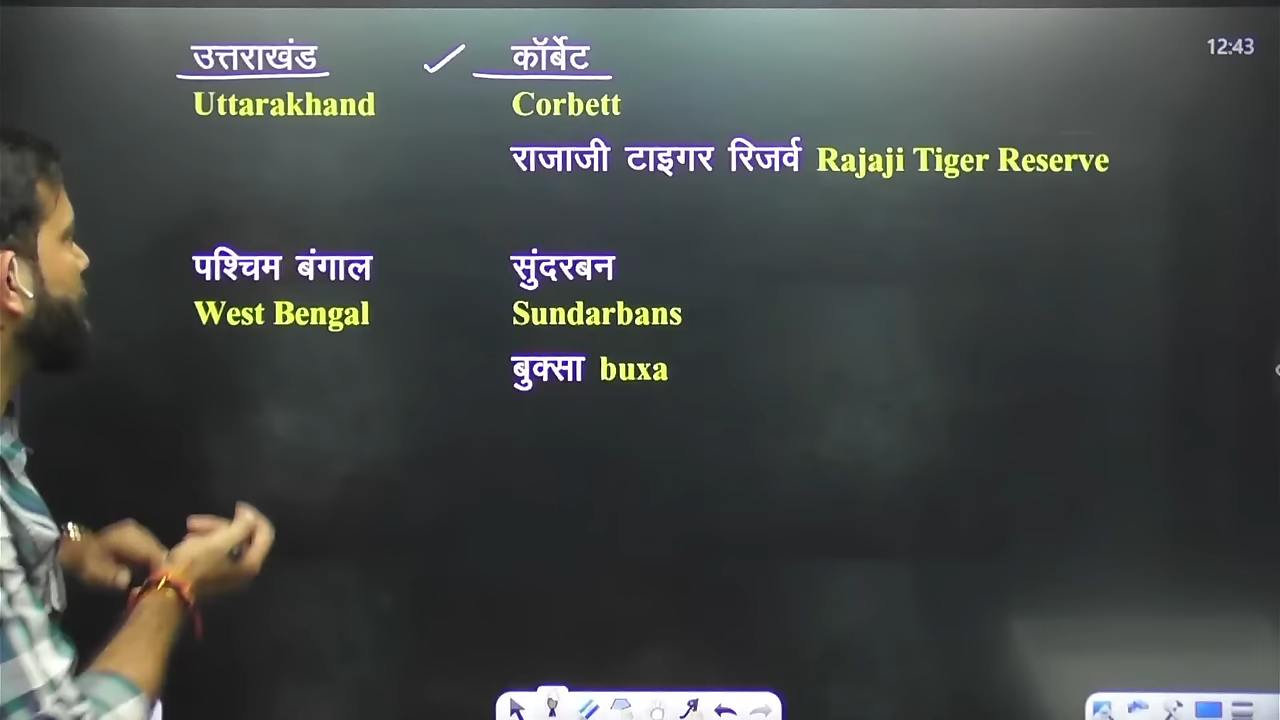 12:43
उत्तराखंड कॉर्बेट
Uttarakhand Corbett
राजाजी टाइगर रिजर्व Rajaji Tiger Reserve
पश्चिम बंगाल सुंदरबन
West Bengal Sundarbans
बुक्सा buxa